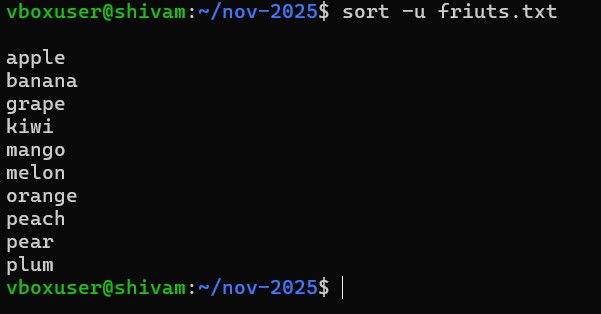 vboxuser@shivam:~/nov-2025$ sort -u friuts.txt

apple
banana
grape
kiwi
mango
melon
orange
peach
pear
plum
vboxuser@shivam:~/nov-2025$